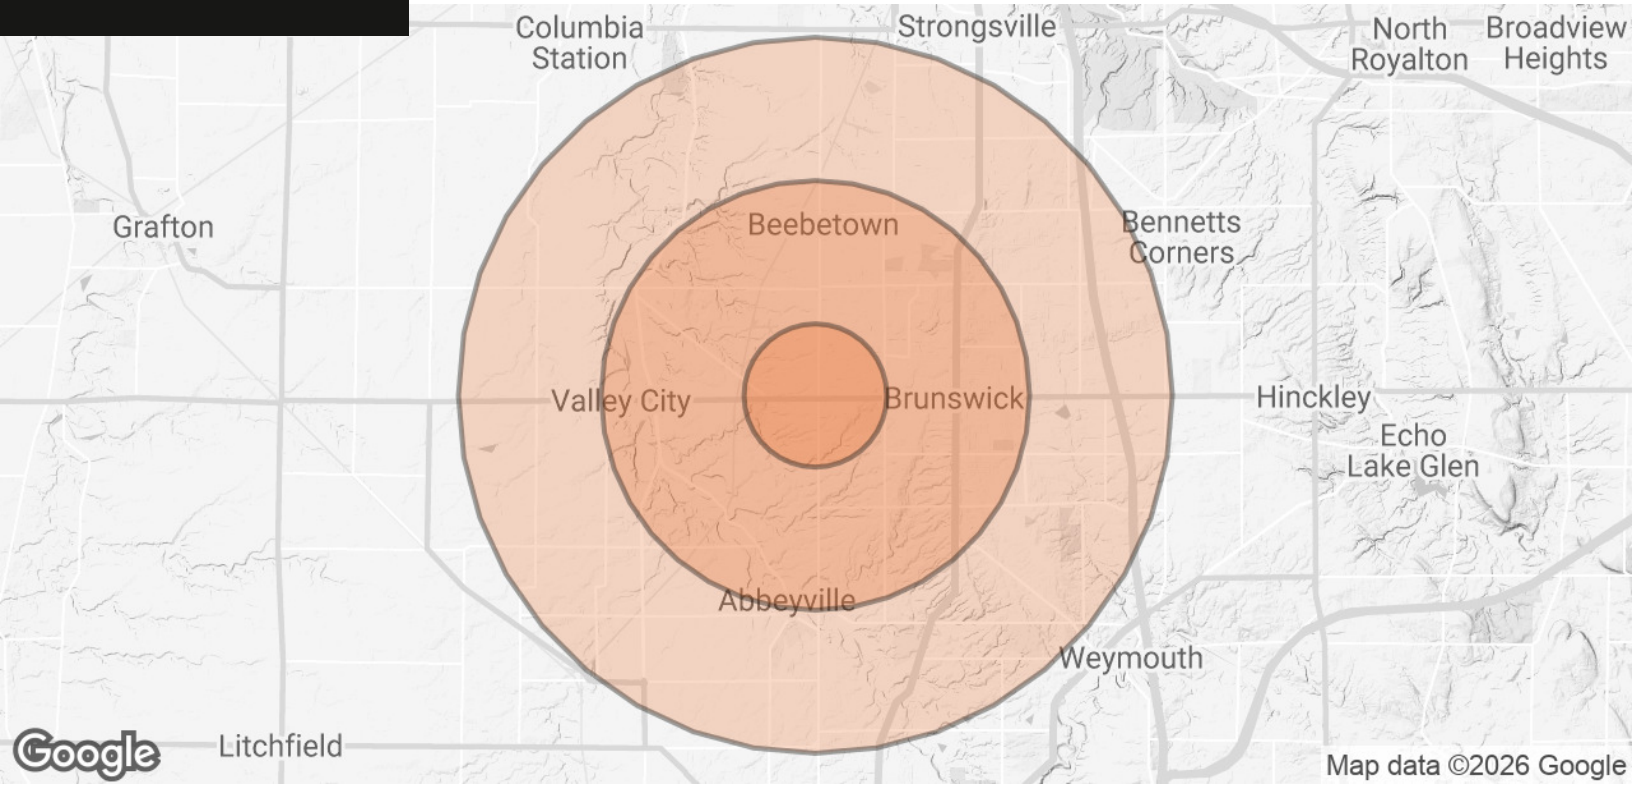 Columbia
Station
Strongsville
North
Royalton
Broadview
Heights
Grafton
Beebetown
Bennetts
Corners
Valley City
Brunswick
Hinckley
Echo
Lake Glen
Abbeyville
Weymouth
Litchfield
Google
Map data ©2026 Google